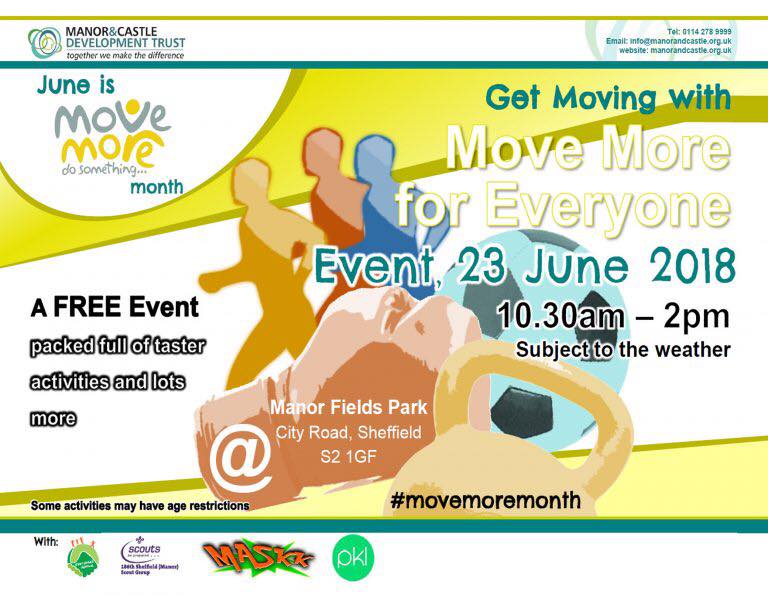 MANOR&CASTLE
DEVELOPMENT TRUST
together we make the difference
Tel: 0114 278 9999
Email: info@manorandcastle.org.uk
website: manorandcastle.org.uk
June is
move
more
do something...
month
Get Moving with
Move More
for Everyone
Event, 23 June 2018
10.30am – 2pm
Subject to the weather
A FREE Event
packed full of taster
activities and lots
more
@
Manor Fields Park
City Road, Sheffield
S2 1GF
#movemoremonth
Some activities may have age restrictions
With:
scouts
be prepared...
186th Sheffield (Manor)
Scout Group
MASKK
pkl